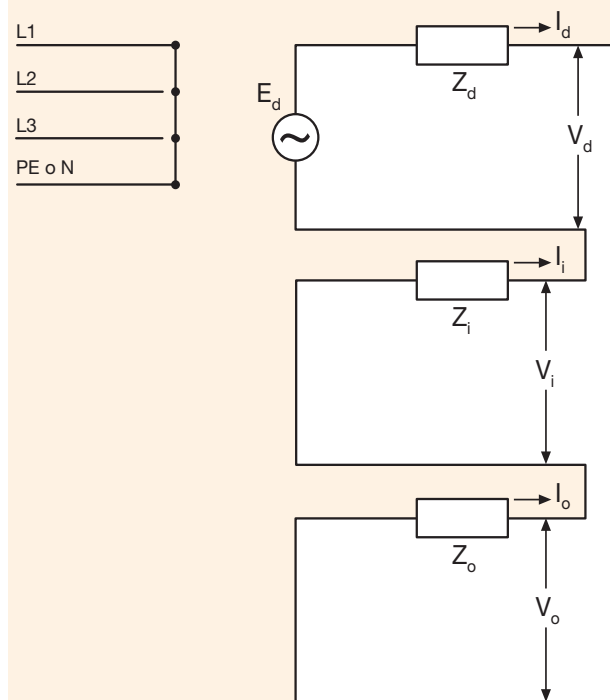 L1
L2
L3
PE o N
E_d
Z_d
I_d
V_d
Z_i
I_i
V_i
Z_o
I_o
V_o